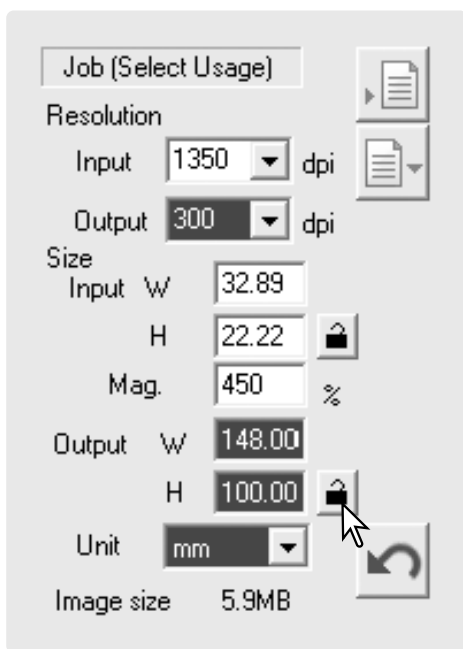 Job (Select Usage)
Resolution
Input 1350 dpi
Output 300 dpi
Size
Input W 32.89
H 22.22
Mag. 450 %
Output W 148.00
H 100.00
Unit mm
Image size 5.9MB